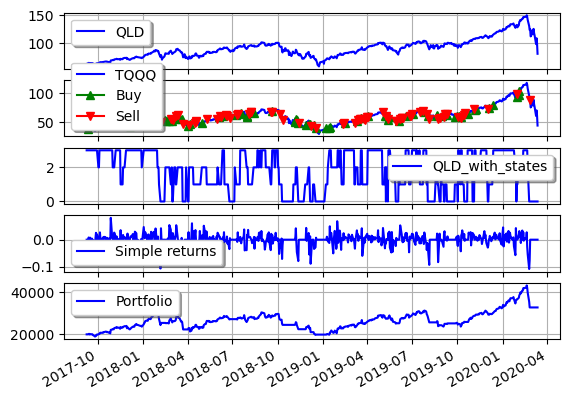 150
QLD
100
TQQQ
100
Buy
Sell
50
QLD_with_states
2
0
0.0
Simple returns
−0.1
40000
Portfolio
20000
2017-10 2018-01 2018-04 2018-07 2018-10 2019-01 2019-04 2019-07 2019-10 2020-01 2020-04